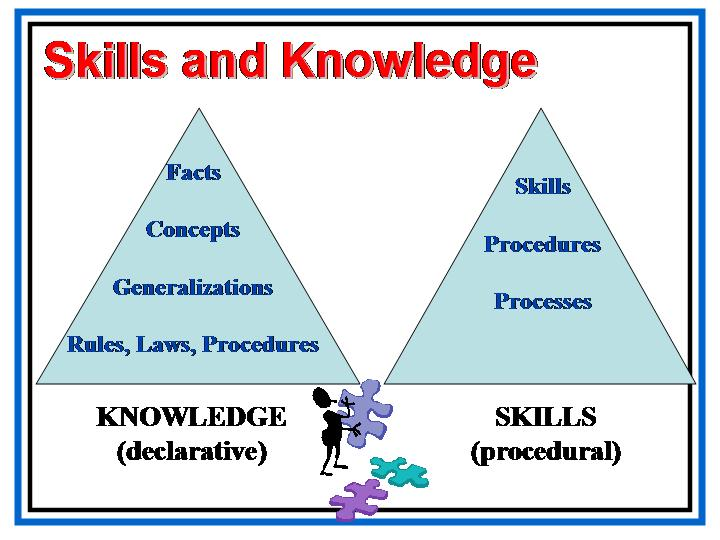 Skills and Knowledge
Facts
Concepts
Generalizations
Rules, Laws, Procedures
KNOWLEDGE
(declarative)
Skills
Procedures
Processes
SKILLS
(procedural)